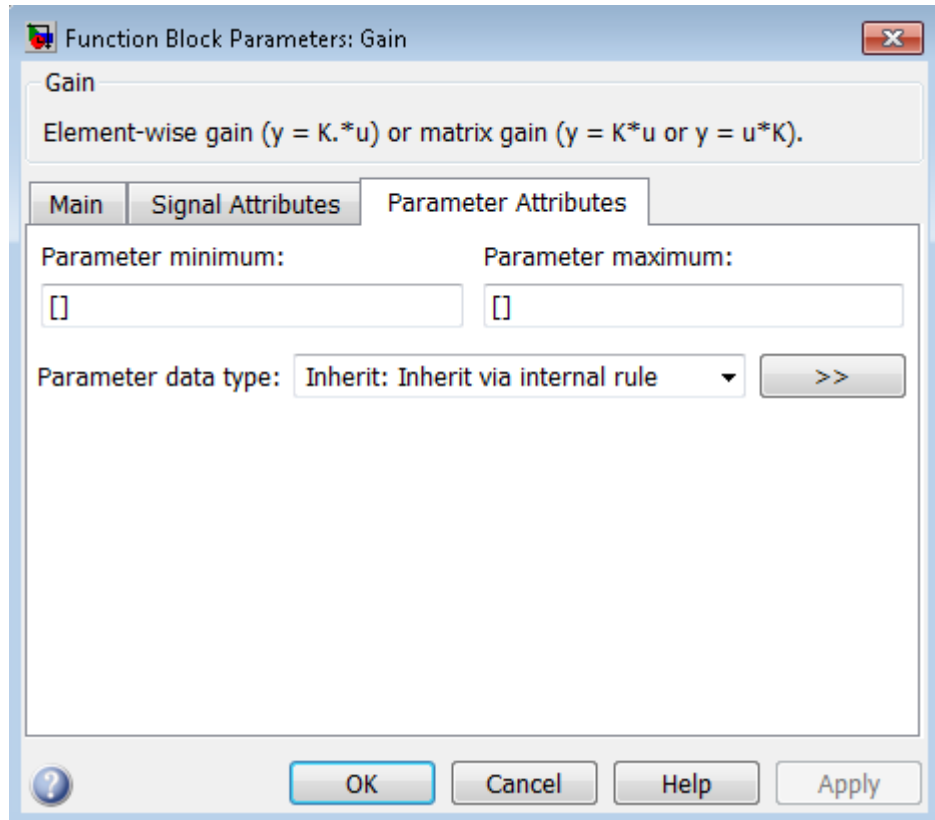 Function Block Parameters: Gain
Gain
Element-wise gain (y = K.*u) or matrix gain (y = K*u or y = u*K).
Main Signal Attributes Parameter Attributes
Parameter minimum: Parameter maximum:
[] []
Parameter data type: Inherit: Inherit via internal rule >>
? OK Cancel Help Apply